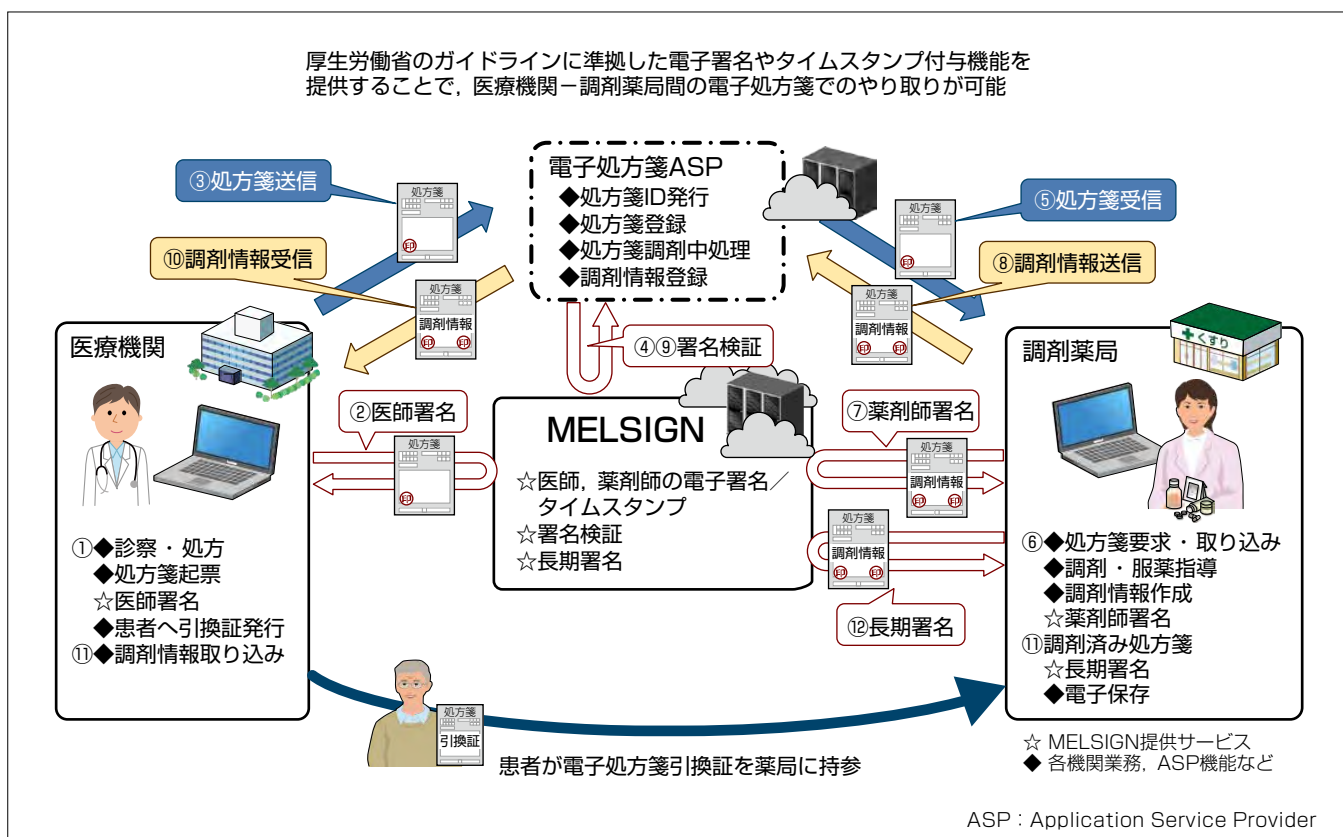 厚生労働省のガイドラインに準拠した電子署名やタイムスタンプ付与機能を
提供することで，医療機関－調剤薬局間の電子処方箋でのやり取りが可能
電子処方箋ASP
◆処方箋ID発行
◆処方箋登録
◆処方箋調剤中処理
◆調剤情報登録
③処方箋送信
処方箋
印
⑩調剤情報受信
処方箋
調剤情報
印 印
⑤処方箋受信
処方箋
印
⑧調剤情報送信
処方箋
調剤情報
印 印
④⑨署名検証
医療機関
①◆診察・処方
◆処方箋起票
☆医師署名
◆患者へ引換証発行
⑪◆調剤情報取り込み
②医師署名
処方箋
印
MELSIGN
☆医師，薬剤師の電子署名／
タイムスタンプ
☆署名検証
☆長期署名
⑦薬剤師署名
処方箋
調剤情報
印 印
処方箋
調剤情報
印 印
⑫長期署名
くすり
調剤薬局
⑥◆処方箋要求・取り込み
◆調剤・服薬指導
◆調剤情報作成
☆薬剤師署名
⑪調剤済み処方箋
☆長期署名
◆電子保存
処方箋
引換証
患者が電子処方箋引換証を薬局に持参
☆ MELSIGN提供サービス
◆ 各機関業務，ASP機能など
ASP：Application Service Provider